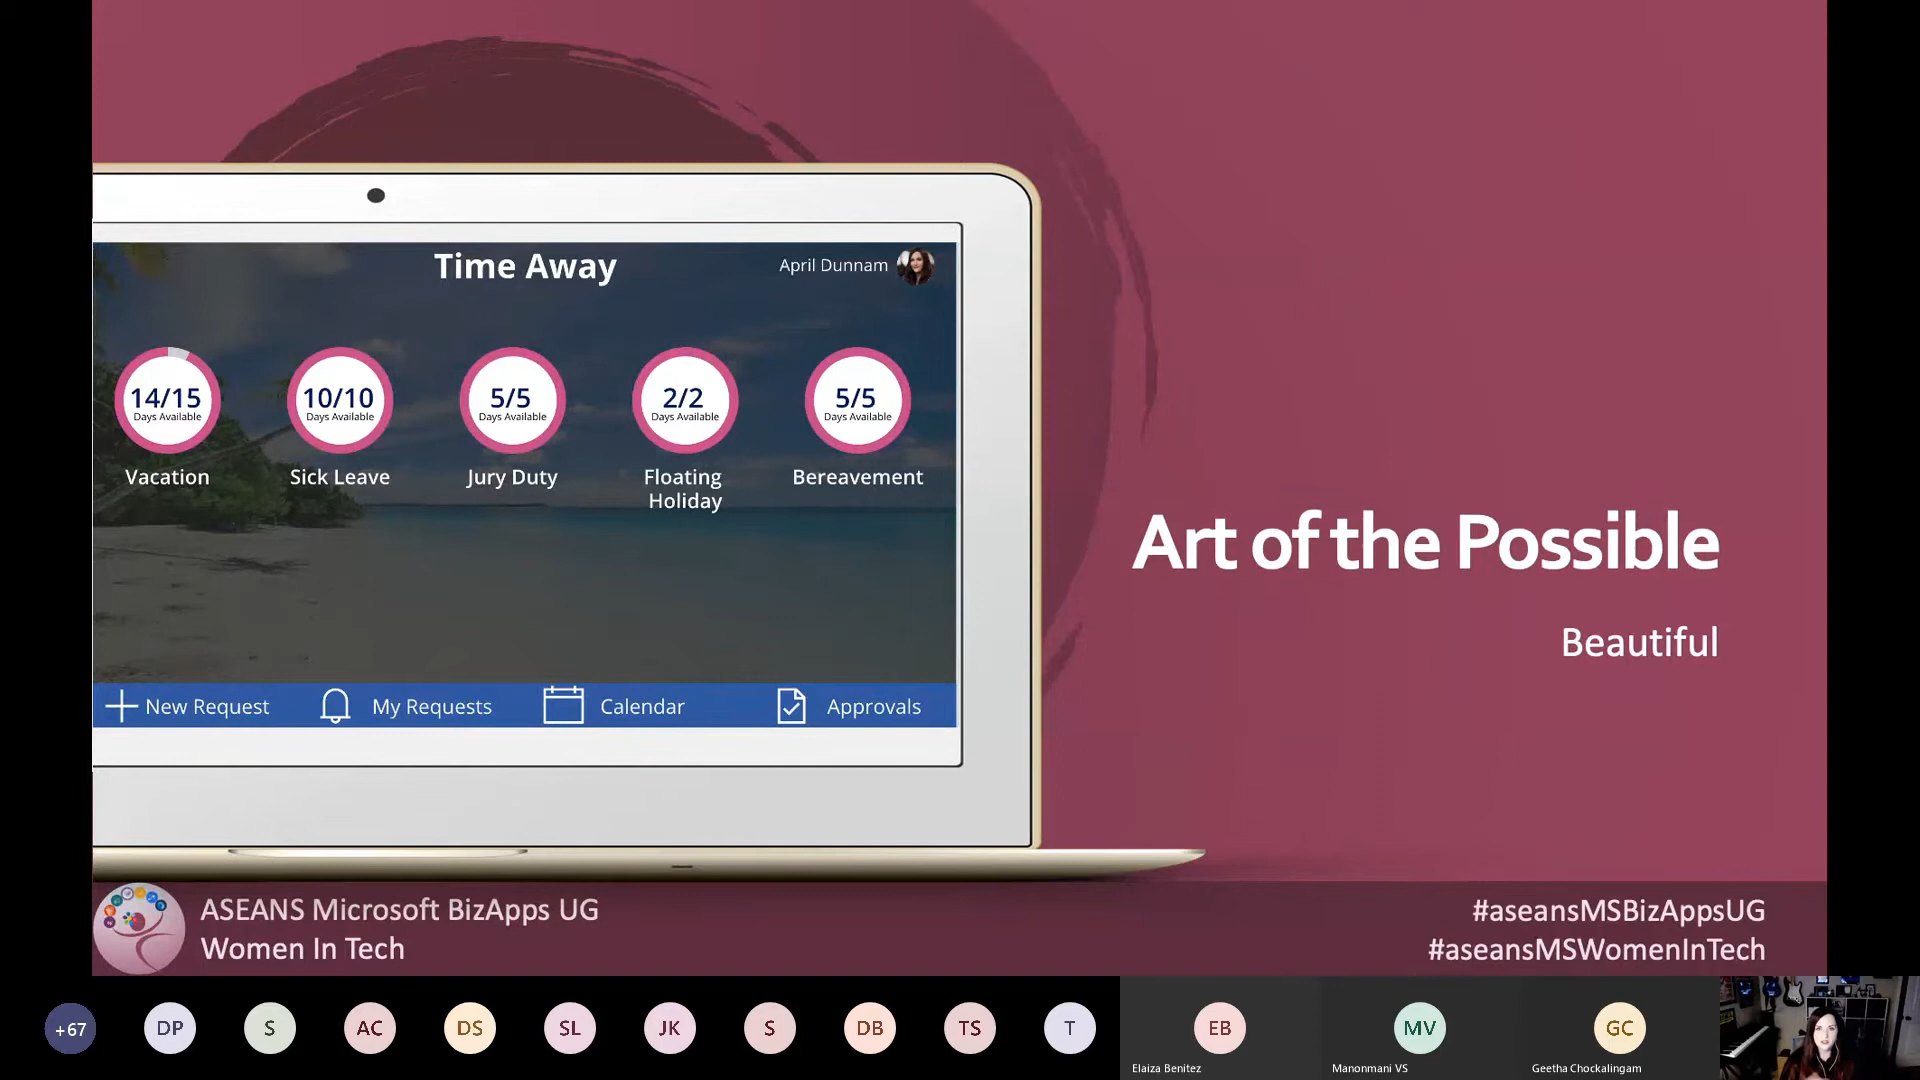 Time Away
April Dunnam
14/15
Days Available
Vacation
10/10
Days Available
Sick Leave
5/5
Days Available
Jury Duty
2/2
Days Available
Floating
Holiday
5/5
Days Available
Bereavement
New Request
My Requests
Calendar
Approvals
Art of the Possible
Beautiful
ASEANS Microsoft BizApps UG
Women In Tech
#aseansMSBizAppsUG
#aseansMSWomenInTech
+67
DP
S
AC
DS
SL
JK
S
DB
TS
T
EB
Elaiza Benitez
MV
Manonmani VS
GC
Geetha Chockalingam